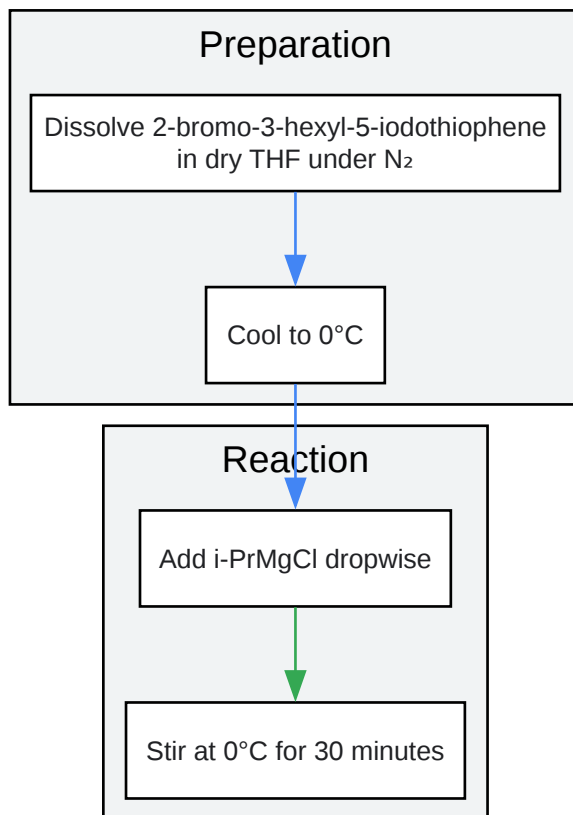 Preparation
Dissolve 2-bromo-3-hexyl-5-iodothiophene
in dry THF under N₂
Cool to 0°C
Reaction
Add i-PrMgCl dropwise
Stir at 0°C for 30 minutes